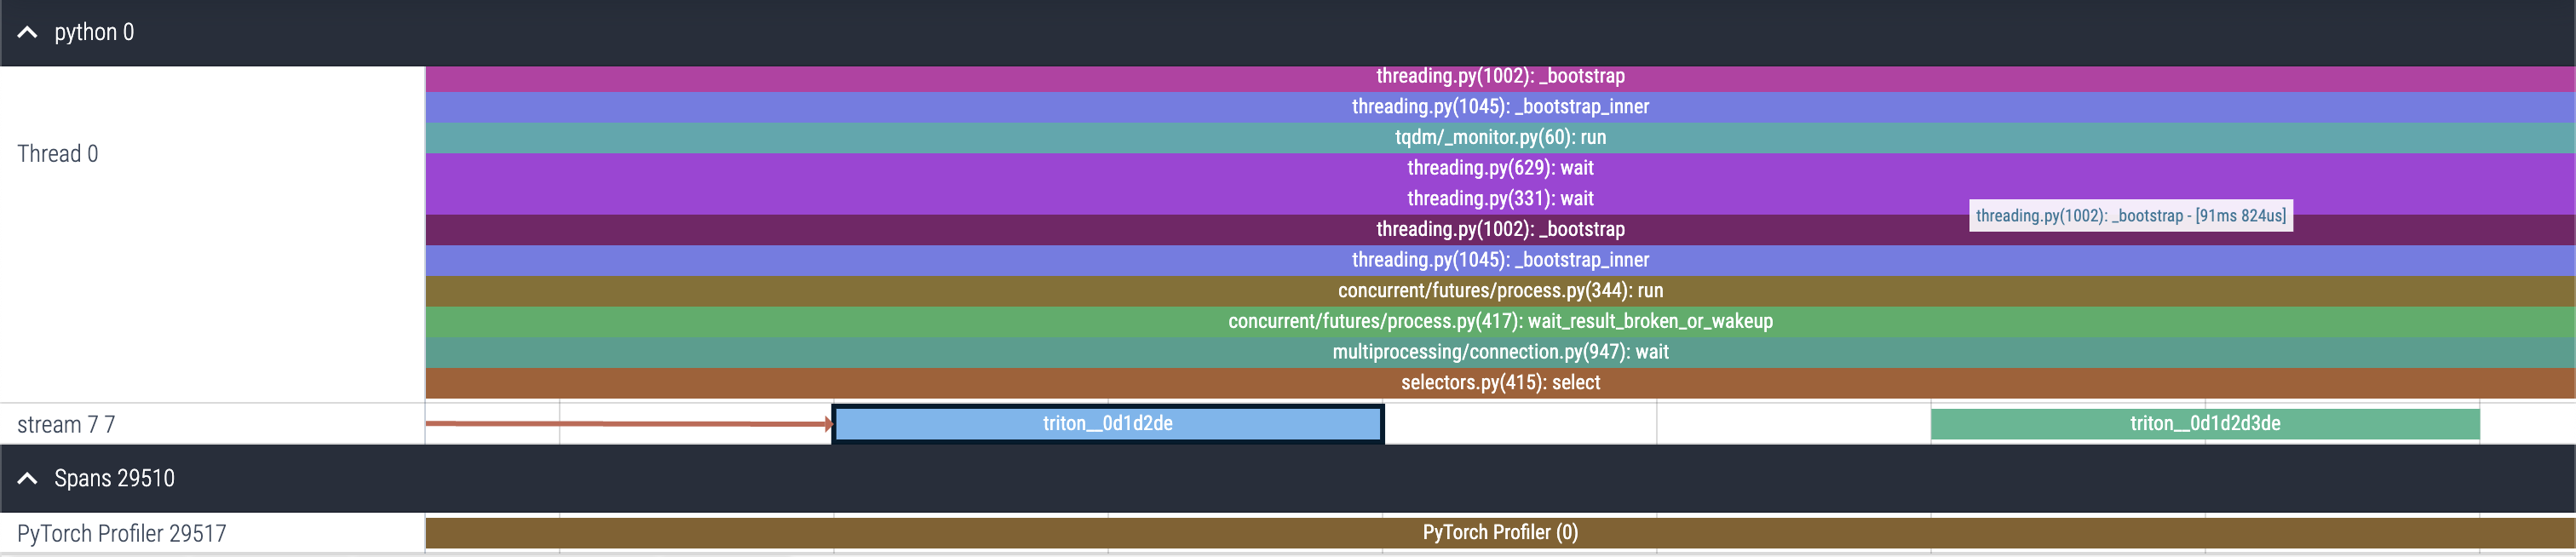 python 0
threading.py(1002): _bootstrap
threading.py(1045): _bootstrap_inner
tqdm/_monitor.py(60): run
Thread 0
threading.py(629): wait
threading.py(331): wait
threading.py(1002): _bootstrap - [91ms 824us]
threading.py(1002): _bootstrap
threading.py(1045): _bootstrap_inner
concurrent/futures/process.py(344): run
concurrent/futures/process.py(417): wait_result_broken_or_wakeup
multiprocessing/connection.py(947): wait
selectors.py(415): select
stream 7 7
triton__0d1d2de
triton__0d1d2d3de
Spans 29510
PyTorch Profiler 29517
PyTorch Profiler (0)